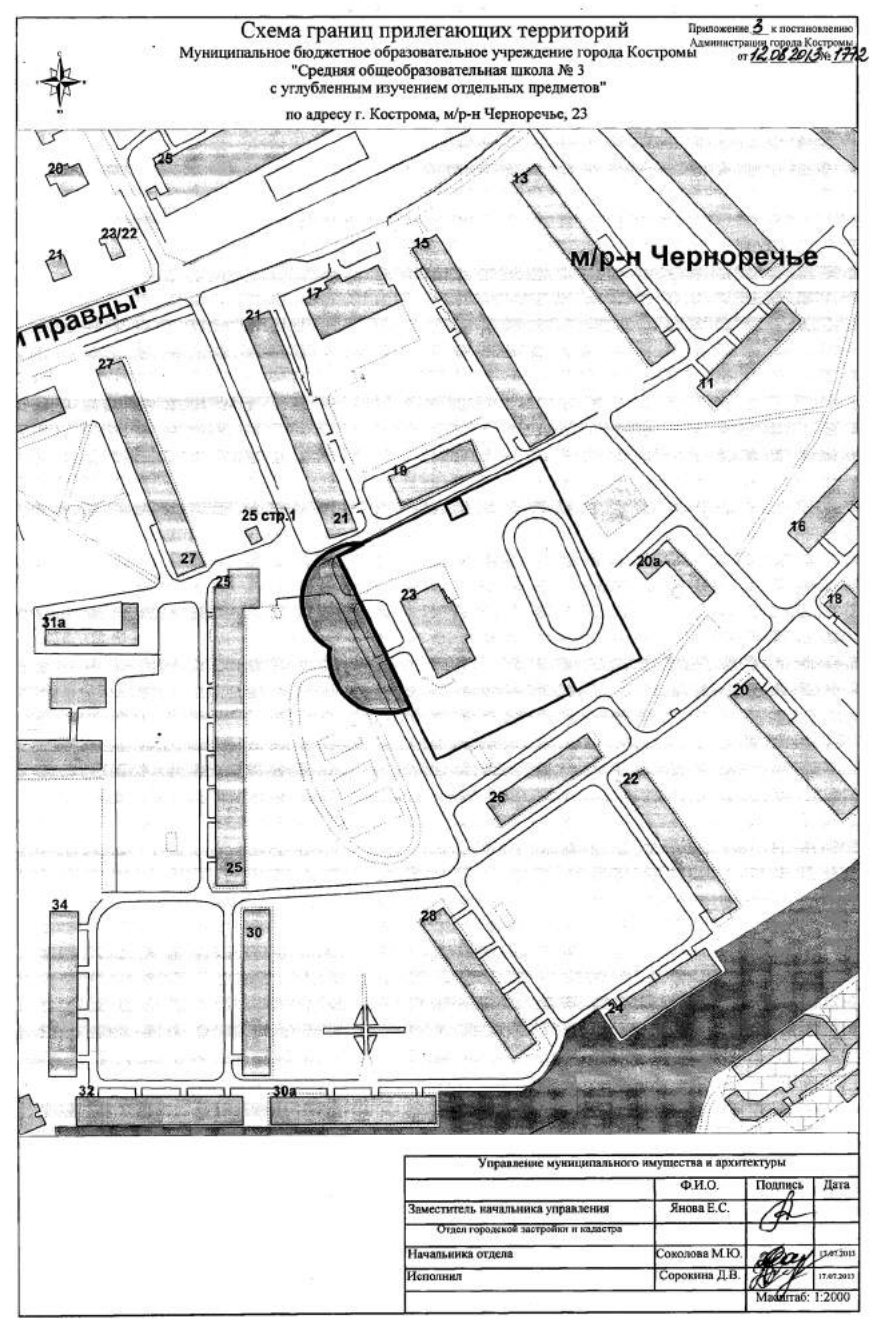 Схема границ прилегающих территорий
Муниципальное бюджетное образовательное учреждение города Костромы
"Средняя общеобразовательная школа № 3
с углубленным изучением отдельных предметов"
по адресу г. Кострома, м/р-н Черноречье, 23
Приложение 3 к постановлению
Администрации города Костромы
от 12.08.2013 № 1772
С
20
25
13
23/22
15
21
м/р-н Черноречье
17
и правды"
21
27
11
19
25 стр.1
21
16
27
20а
25
23
18
31а
20
22
26
25
34
28
30
24
32
30а
Управление муниципального имущества и архитектуры
Ф.И.О. Подпись Дата
Заместитель начальника управления Янова Е.С.
Отдел городской застройки и кадастра
Начальника отдела Соколова М.Ю. 17.07.2013
Исполнил Сорокина Д.В. 17.07.2013
Масштаб: 1:2000